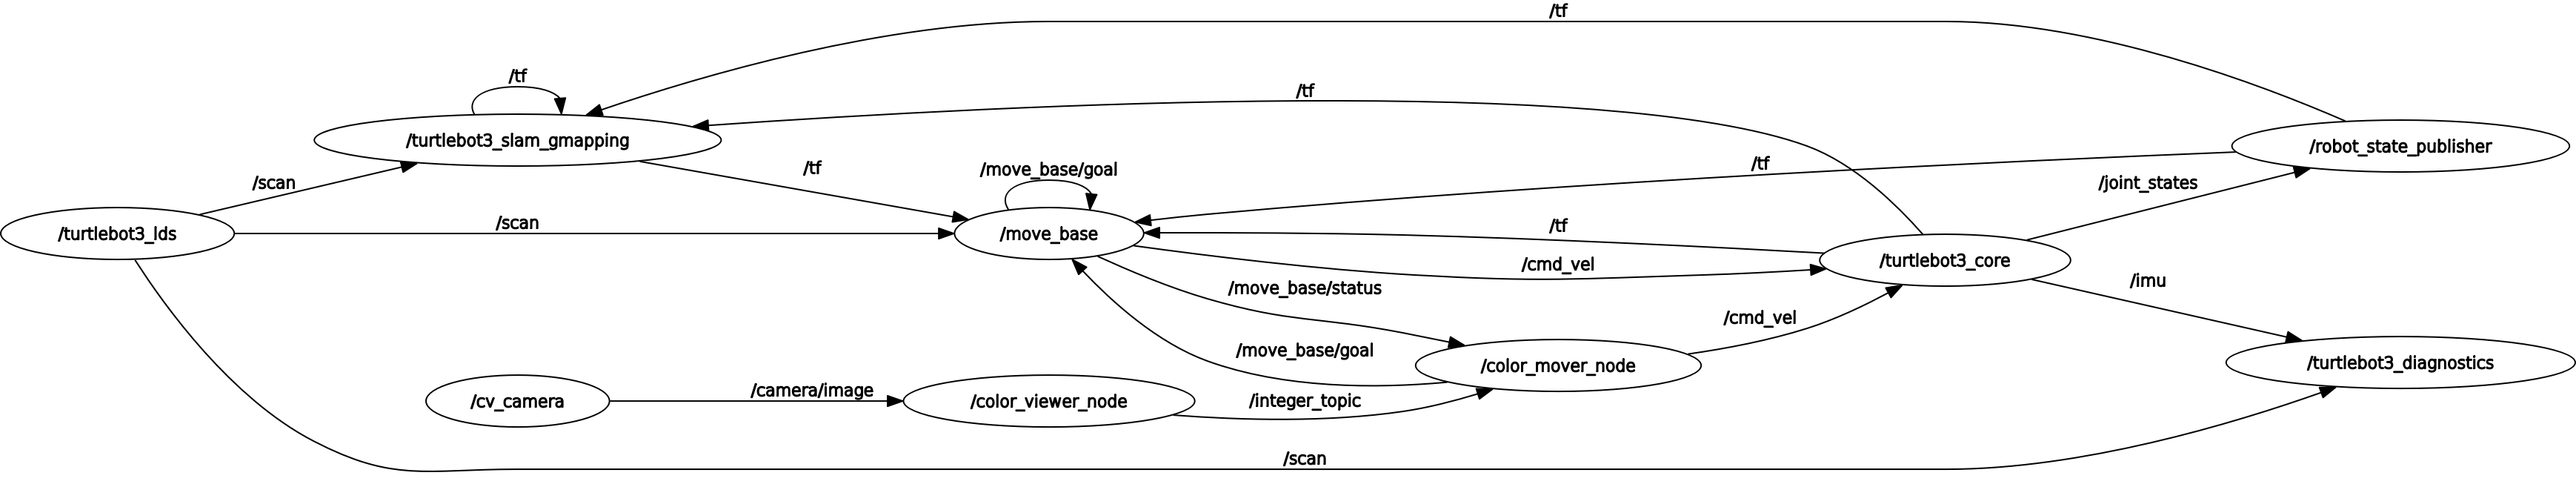 /tf
/tf
/tf
/turtlebot3_slam_gmapping
/robot_state_publisher
/tf
/tf
/move_base/goal
/scan
/joint_states
/scan
/tf
/turtlebot3_lds
/move_base
/turtlebot3_core
/cmd_vel
/imu
/move_base/status
/cmd_vel
/move_base/goal
/color_mover_node
/turtlebot3_diagnostics
/camera/image
/cv_camera
/color_viewer_node
/integer_topic
/scan